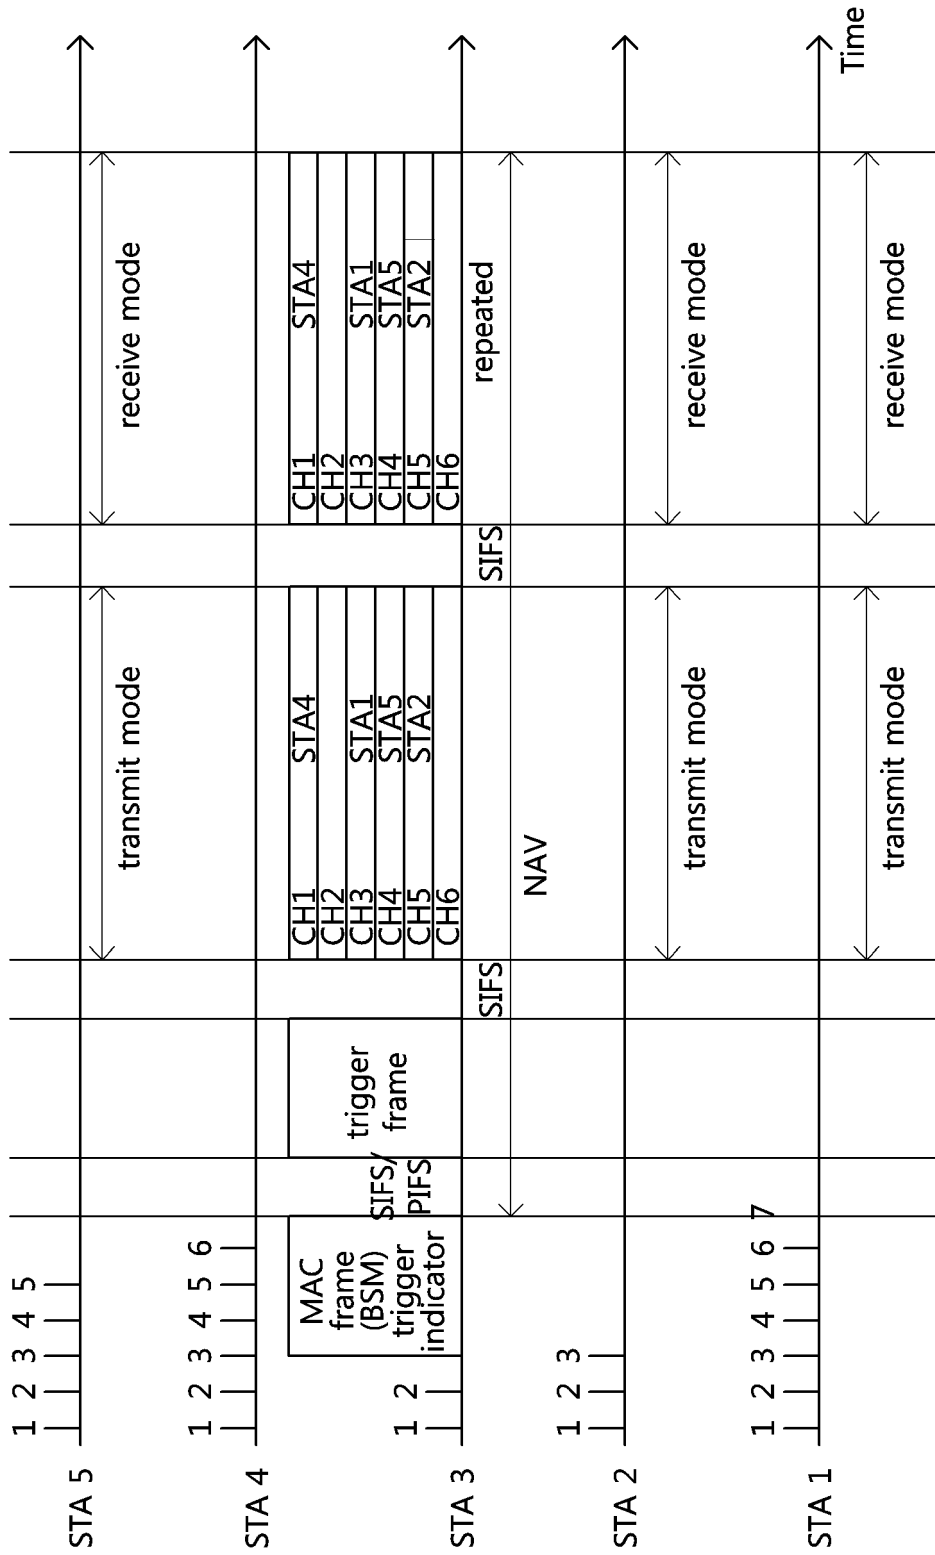 1 2 3 4 5
STA 5
transmit mode
receive mode
1 2 3 4 5 6
STA 4
1 2
STA 3
MAC
frame
(BSM)
trigger
indicator
SIFS/
PIFS
trigger
frame
SIFS
CH1 STA4
CH2
CH3 STA1
CH4 STA5
CH5 STA2
CH6
SIFS
CH1 STA4
CH2
CH3 STA1
CH4 STA5
CH5 STA2
CH6
repeated
NAV
1 2 3
STA 2
transmit mode
receive mode
1 2 3 4 5 6 7
STA 1
Time
transmit mode
receive mode